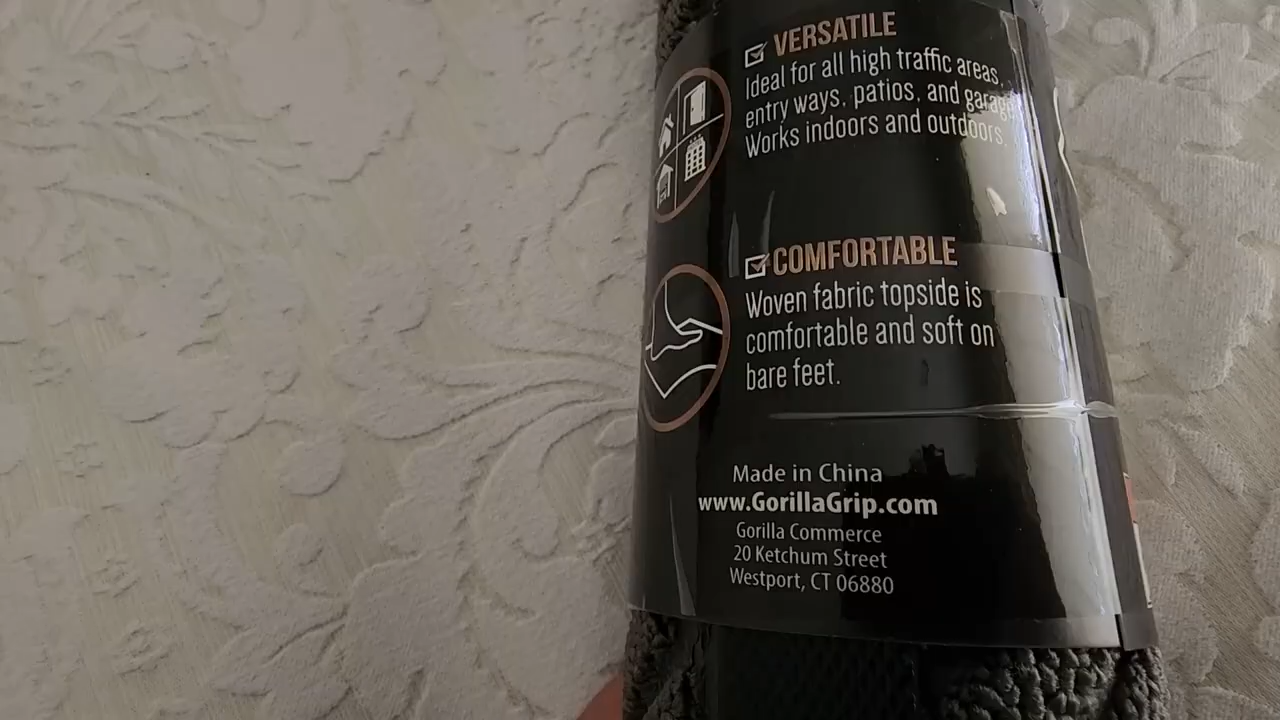 VERSATILE
Ideal for all high traffic areas,
entry ways, patios, and garage
Works indoors and outdoors.
COMFORTABLE
Woven fabric topside is
comfortable and soft on
bare feet.
Made in China
www.GorillaGrip.com
Gorilla Commerce
20 Ketchum Street
Westport, CT 06880